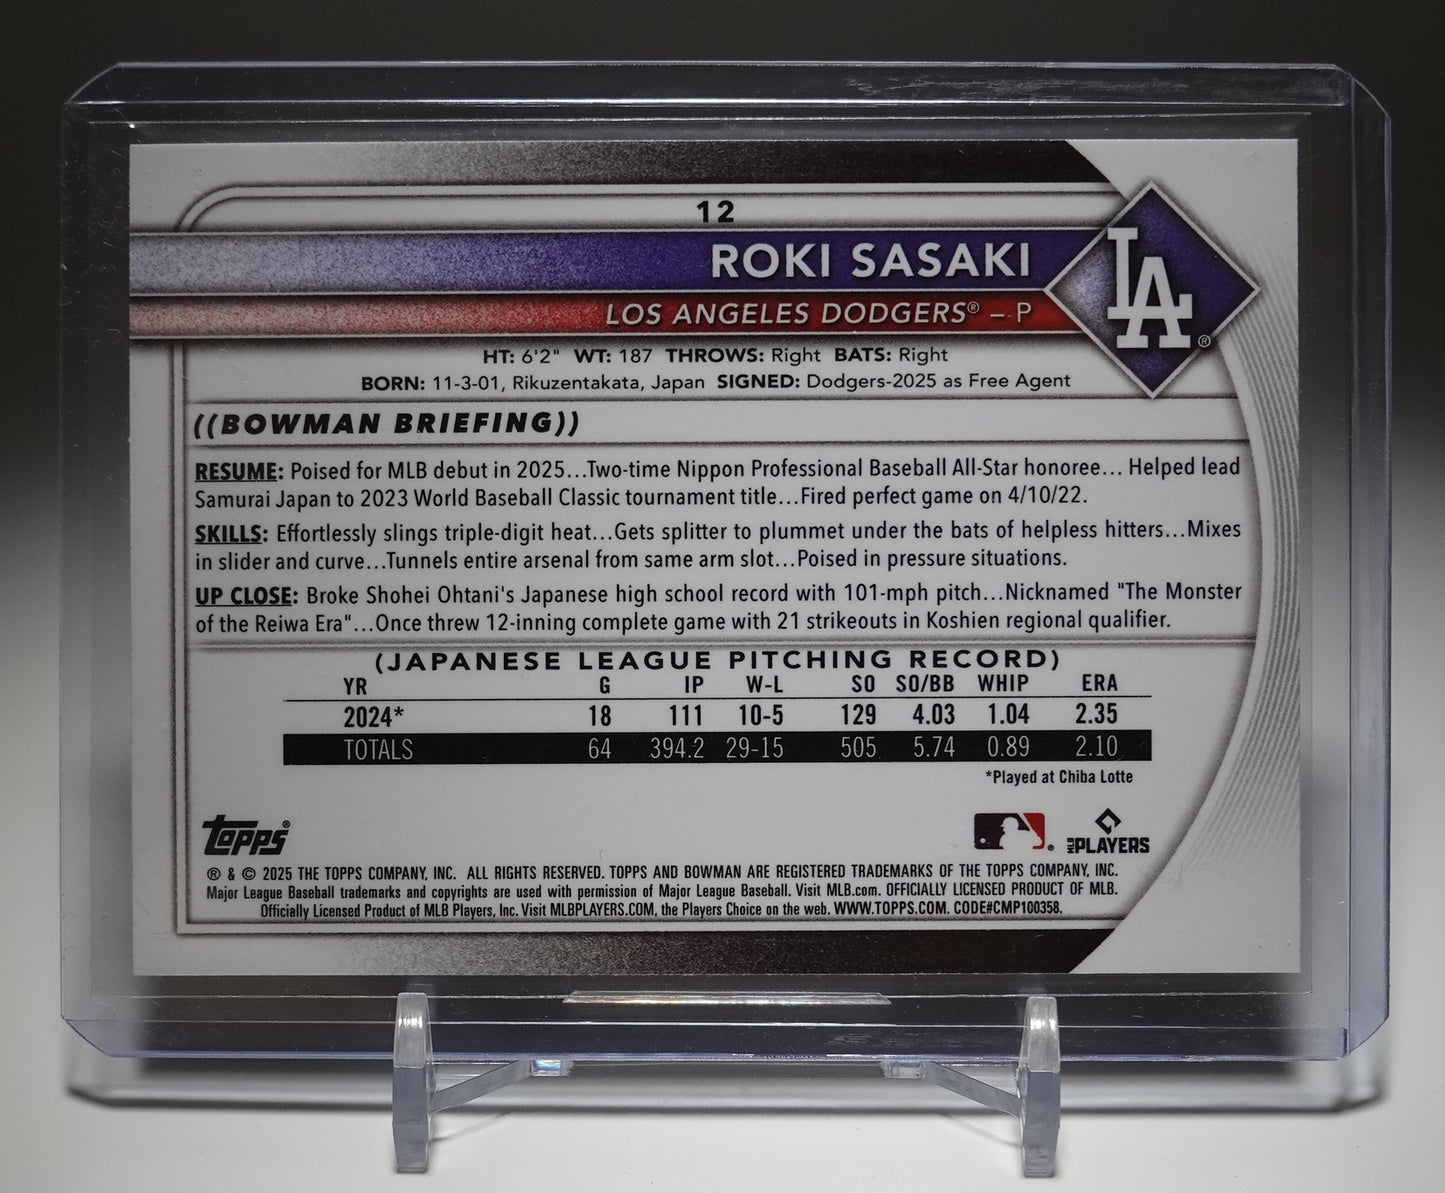 12
ROKI SASAKI
LOS ANGELES DODGERS® – P
LA®
HT: 6'2" WT: 187 THROWS: Right BATS: Right
BORN: 11-3-01, Rikuzentakata, Japan SIGNED: Dodgers-2025 as Free Agent
((BOWMAN BRIEFING))
RESUME: Poised for MLB debut in 2025...Two-time Nippon Professional Baseball All-Star honoree... Helped lead
Samurai Japan to 2023 World Baseball Classic tournament title...Fired perfect game on 4/10/22.
SKILLS: Effortlessly slings triple-digit heat...Gets splitter to plummet under the bats of helpless hitters...Mixes
in slider and curve...Tunnels entire arsenal from same arm slot...Poised in pressure situations.
UP CLOSE: Broke Shohei Ohtani's Japanese high school record with 101-mph pitch...Nicknamed "The Monster
of the Reiwa Era"...Once threw 12-inning complete game with 21 strikeouts in Koshien regional qualifier.
(JAPANESE LEAGUE PITCHING RECORD)
YR G IP W-L SO SO/BB WHIP ERA
2024* 18 111 10-5 129 4.03 1.04 2.35
TOTALS 64 394.2 29-15 505 5.74 0.89 2.10
*Played at Chiba Lotte
Topps®
MLB PLAYERS
® & © 2025 THE TOPPS COMPANY, INC. ALL RIGHTS RESERVED. TOPPS AND BOWMAN ARE REGISTERED TRADEMARKS OF THE TOPPS COMPANY, INC.
Major League Baseball trademarks and copyrights are used with permission of Major League Baseball. Visit MLB.com. OFFICIALLY LICENSED PRODUCT OF MLB.
Officially Licensed Product of MLB Players, Inc. Visit MLBPLAYERS.COM, the Players Choice on the web. WWW.TOPPS.COM. CODE#CMP100358.